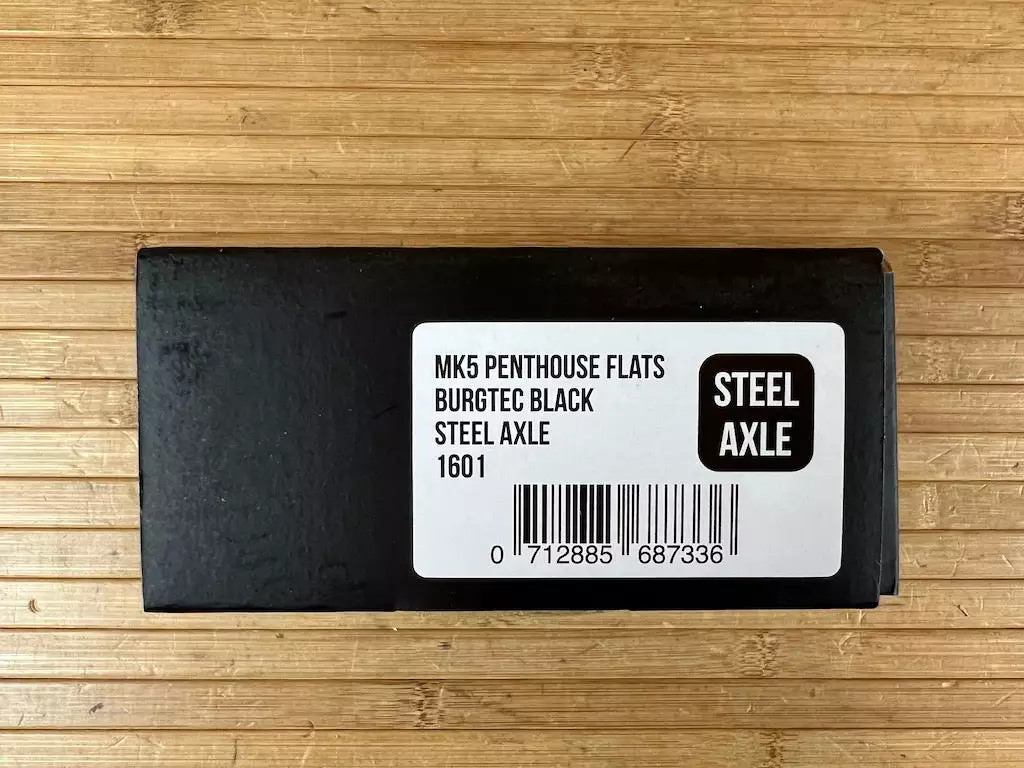 MK5 PENTHOUSE FLATS
BURGTEC BLACK
STEEL AXLE
1601
STEEL
AXLE
0 712885 687336